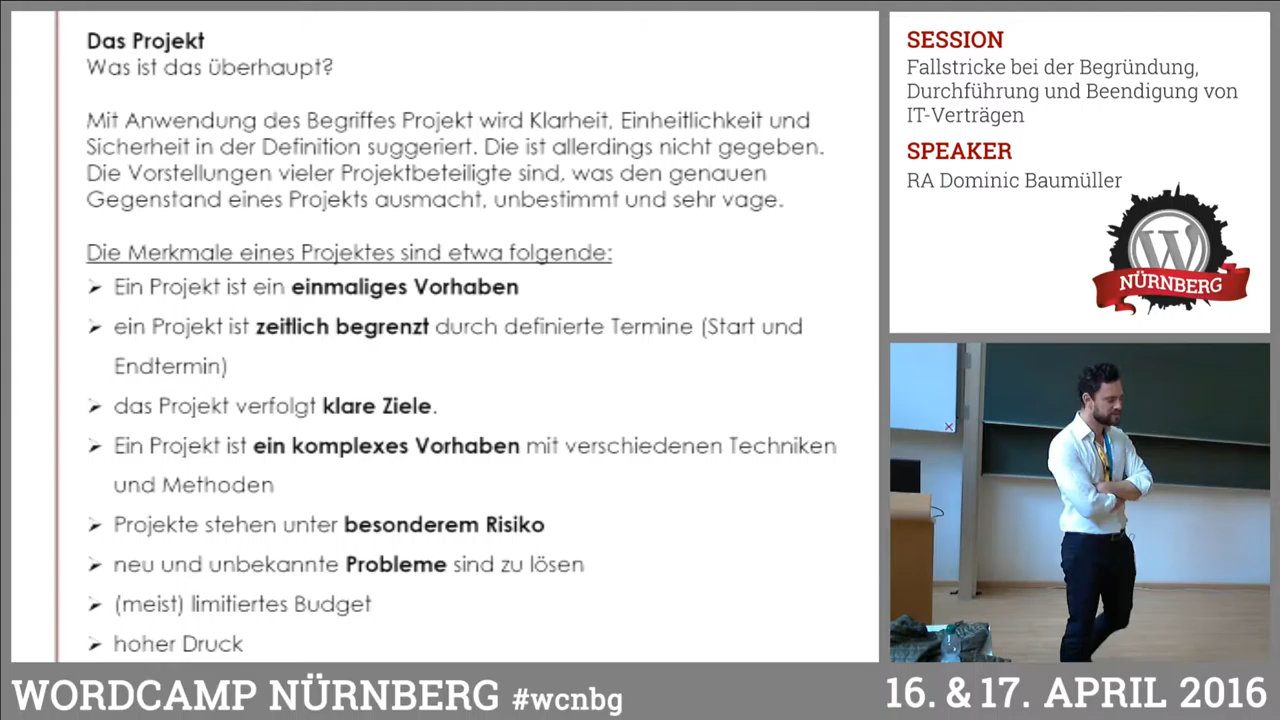 Das Projekt
Was ist das überhaupt?
Mit Anwendung des Begriffes Projekt wird Klarheit, Einheitlichkeit und
Sicherheit in der Definition suggeriert. Die ist allerdings nicht gegeben.
Die Vorstellungen vieler Projektbeteiligte sind, was den genauen
Gegenstand eines Projekts ausmacht, unbestimmt und sehr vage.
Die Merkmale eines Projektes sind etwa folgende:
➢ Ein Projekt ist ein einmaliges Vorhaben
➢ ein Projekt ist zeitlich begrenzt durch definierte Termine (Start und
Endtermin)
➢ das Projekt verfolgt klare Ziele.
➢ Ein Projekt ist ein komplexes Vorhaben mit verschiedenen Techniken
und Methoden
➢ Projekte stehen unter besonderem Risiko
➢ neu und unbekannte Probleme sind zu lösen
➢ (meist) limitiertes Budget
➢ hoher Druck
SESSION
Fallstricke bei der Begründung,
Durchführung und Beendigung von
IT-Verträgen
SPEAKER
RA Dominic Baumüller
W
NÜRNBERG
WORDCAMP NÜRNBERG #wcnbg
16. & 17. APRIL 2016